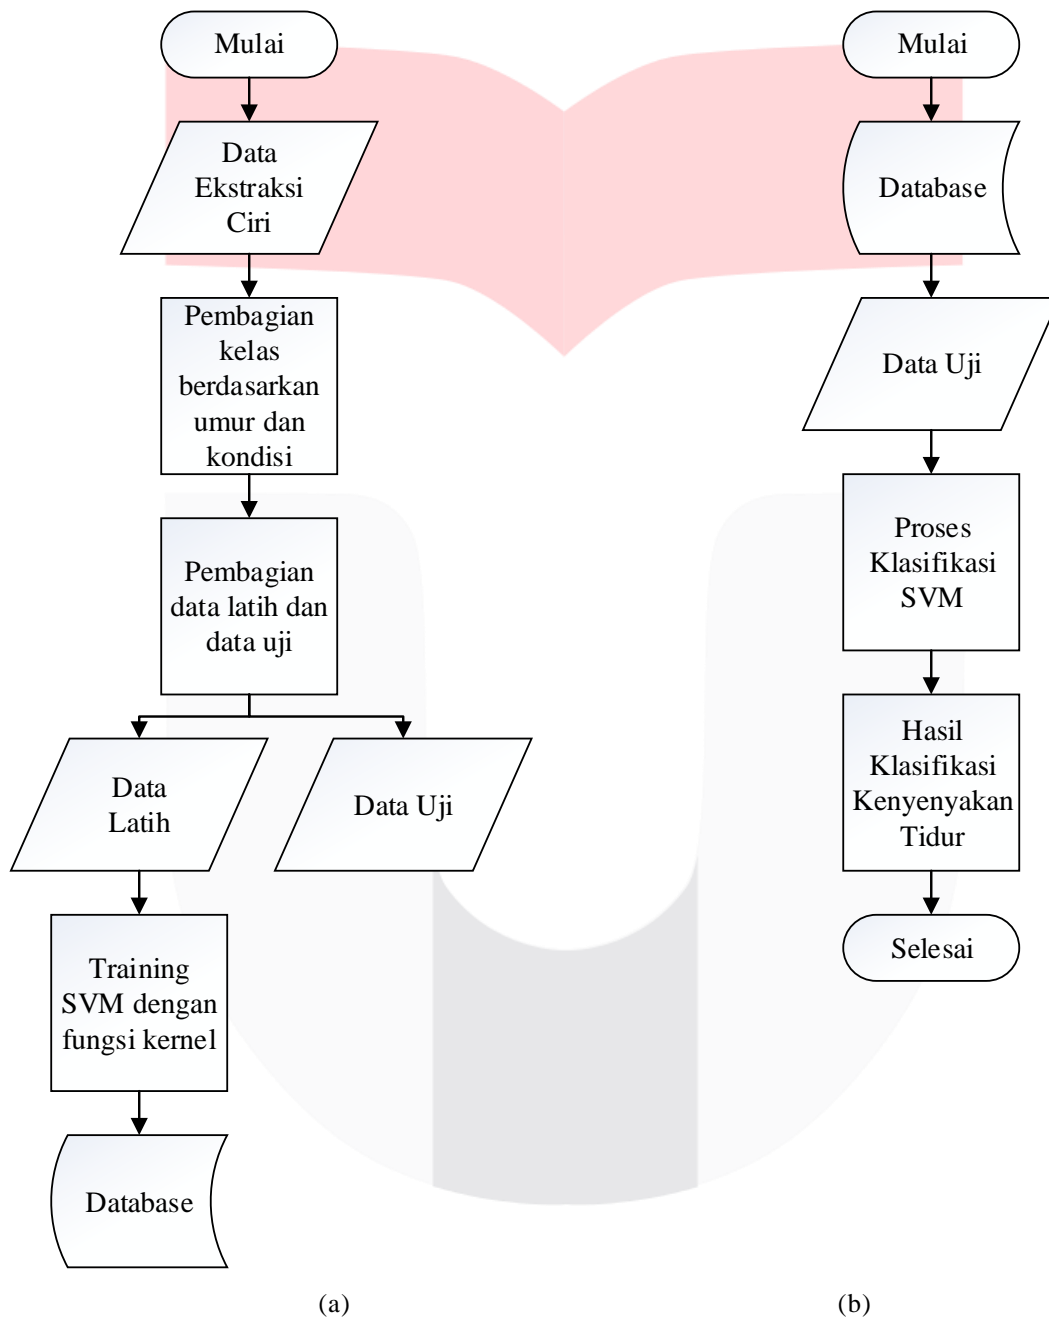 Mulai
Data
Ekstraksi
Ciri
Pembagian
kelas
berdasarkan
umur dan
kondisi
Pembagian
data latih dan
data uji
Data
Latih
Data Uji
Training
SVM dengan
fungsi kernel
Database
(a)
Mulai
Database
Data Uji
Proses
Klasifikasi
SVM
Hasil
Klasifikasi
Kenyenyakan
Tidur
Selesai
(b)